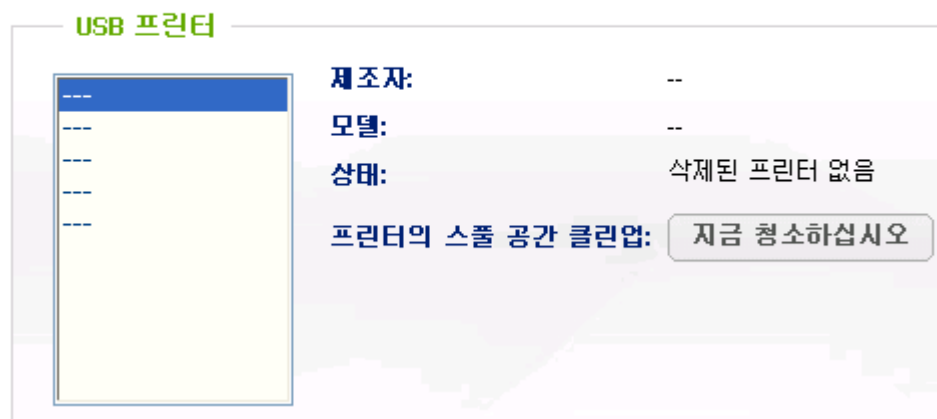 USB 프린터
---
---
---
---
---
제조자: --
모델: --
상태: 삭제된 프린터 없음
프린터의 스풀 공간 클린업: 지금 청소하십시오